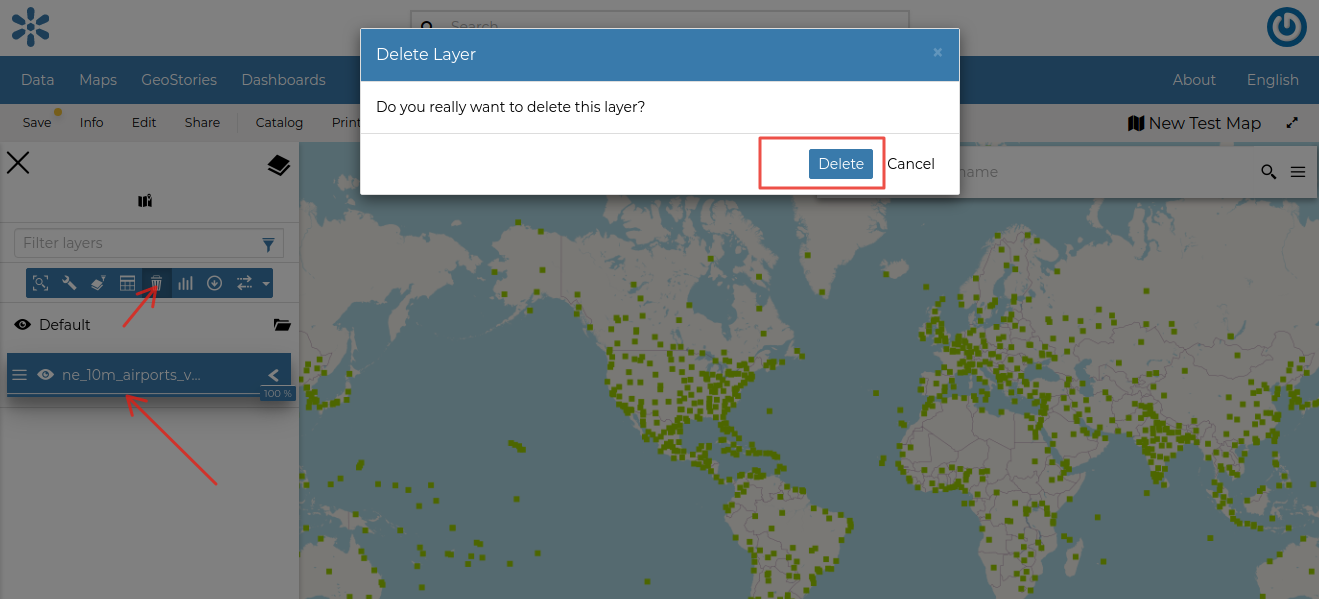 Search
Delete Layer ×
Data Maps GeoStories Dashboards About English
Do you really want to delete this layer?
Save Info Edit Share Catalog Print New Test Map
Delete Cancel
name
Filter layers
Default
ne_10m_airports_v...
100 %